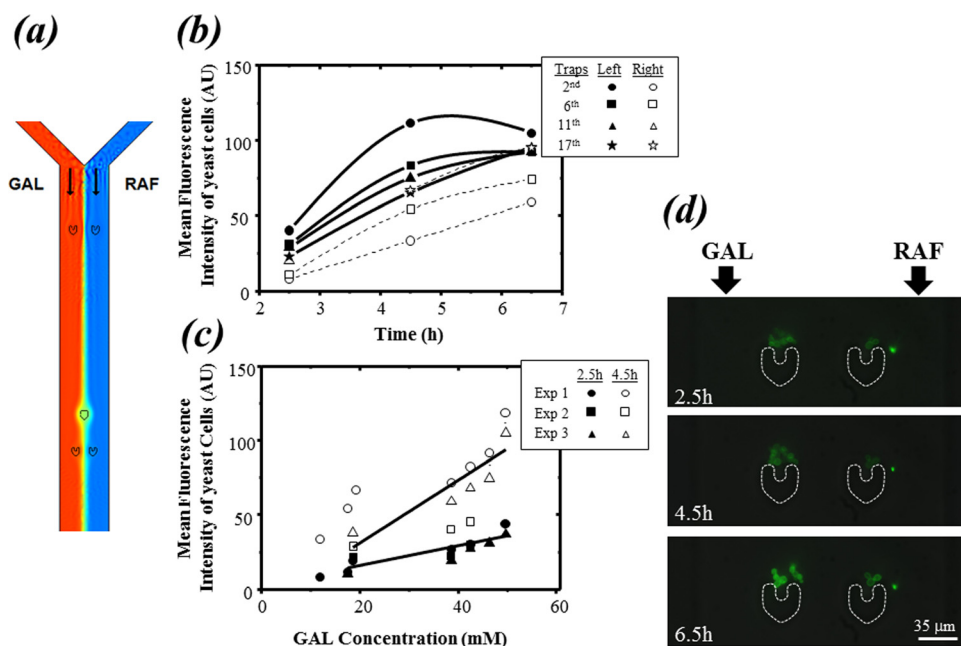 (a)
GAL
RAF
(b)
Mean Fluorescence
Intensity of yeast cells (AU)
150
100
50
0
2
3
4
5
6
7
Time (h)
Traps Left Right
2nd
6th
11th
17th
(c)
Mean Fluorescence
Intensity of yeast Cells (AU)
150
100
50
0
0
20
40
60
GAL Concentration (mM)
2.5h 4.5h
Exp 1
Exp 2
Exp 3
(d)
GAL
RAF
2.5h
4.5h
6.5h
35 μm